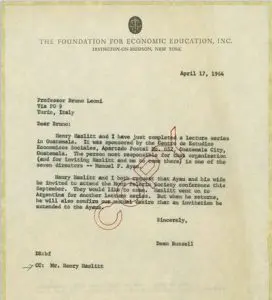 THE FOUNDATION FOR ECONOMIC EDUCATION, INC.
IRVINGTON-ON-HUDSON, NEW YORK
April 17, 1964
Professor Bruno Leoni
Via PO 9
Turin, Italy
Dear Bruno:
Henry Hazlitt and I have just completed a lecture series
in Guatemala. It was sponsored by the Centro de Estudios
Economicos Sociales, Apartado Postal No. 652, Guatemala City,
Guatemala. The person most responsible for this organization
(and for inviting Hazlitt and me to come there) is one of the
seven directors -- Manuel F. Ayau.
Henry Hazlitt and I both request that Ayau and his wife
be invited to attend the Mont Pelerin Society conference this
September. They would like to come. Hazlitt went on to
Argentina for another lecture series. But when he returns,
he will also confirm our mutual desire that an invitation be
extended to the Ayaus.
Sincerely,
Dean Russell
DR:bf
CC: Mr. Henry Hazlitt
COPY